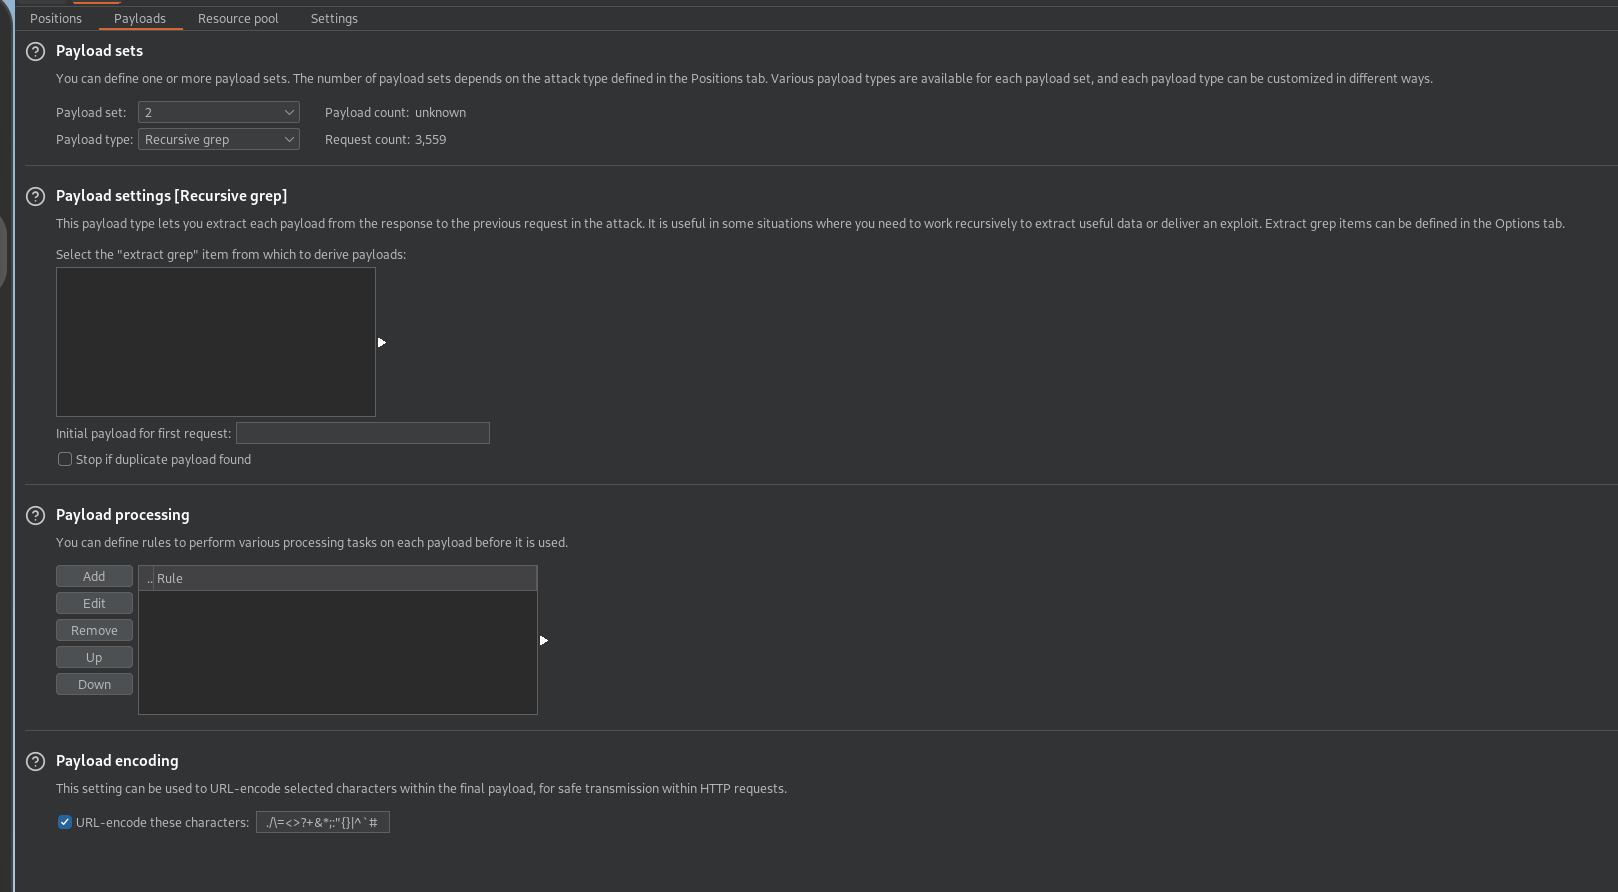 Positions Payloads Resource pool Settings
Payload sets
You can define one or more payload sets. The number of payload sets depends on the attack type defined in the Positions tab. Various payload types are available for each payload set, and each payload type can be customized in different ways.
Payload set: 2 Payload count: unknown
Payload type: Recursive grep Request count: 3,559
Payload settings [Recursive grep]
This payload type lets you extract each payload from the response to the previous request in the attack. It is useful in some situations where you need to work recursively to extract useful data or deliver an exploit. Extract grep items can be defined in the Options tab.
Select the "extract grep" item from which to derive payloads:
Initial payload for first request:
Stop if duplicate payload found
Payload processing
You can define rules to perform various processing tasks on each payload before it is used.
Add .. Rule
Edit
Remove
Up
Down
Payload encoding
This setting can be used to URL-encode selected characters within the final payload, for safe transmission within HTTP requests.
URL-encode these characters: ./\=<>?+&*;:"{}|^`#